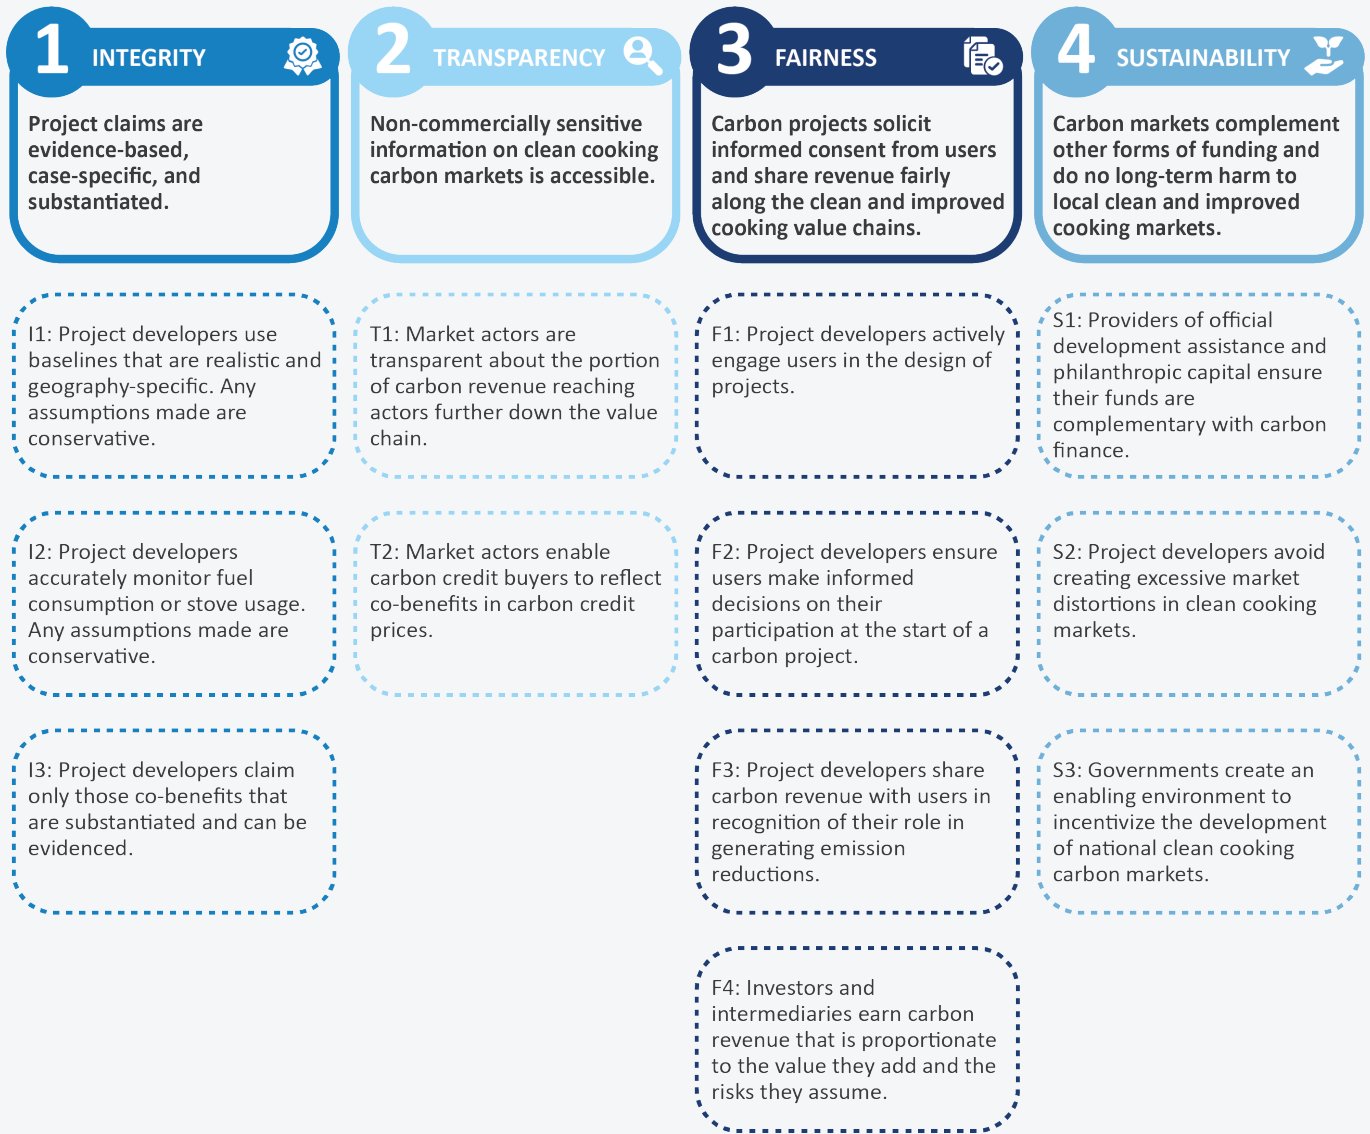 1 INTEGRITY
Project claims are
evidence-based,
case-specific, and
substantiated.
I1: Project developers use
baselines that are realistic and
geography-specific. Any
assumptions made are
conservative.
I2: Project developers
accurately monitor fuel
consumption or stove usage.
Any assumptions made are
conservative.
I3: Project developers claim
only those co-benefits that
are substantiated and can be
evidenced.
2 TRANSPARENCY
Non-commercially sensitive
information on clean cooking
carbon markets is accessible.
T1: Market actors are
transparent about the portion
of carbon revenue reaching
actors further down the value
chain.
T2: Market actors enable
carbon credit buyers to reflect
co-benefits in carbon credit
prices.
3 FAIRNESS
Carbon projects solicit
informed consent from users
and share revenue fairly
along the clean and improved
cooking value chains.
F1: Project developers actively
engage users in the design of
projects.
F2: Project developers ensure
users make informed
decisions on their
participation at the start of a
carbon project.
F3: Project developers share
carbon revenue with users in
recognition of their role in
generating emission
reductions.
F4: Investors and
intermediaries earn carbon
revenue that is proportionate
to the value they add and the
risks they assume.
4 SUSTAINABILITY
Carbon markets complement
other forms of funding and
do no long-term harm to
local clean and improved
cooking markets.
S1: Providers of official
development assistance and
philanthropic capital ensure
their funds are
complementary with carbon
finance.
S2: Project developers avoid
creating excessive market
distortions in clean cooking
markets.
S3: Governments create an
enabling environment to
incentivize the development
of national clean cooking
carbon markets.